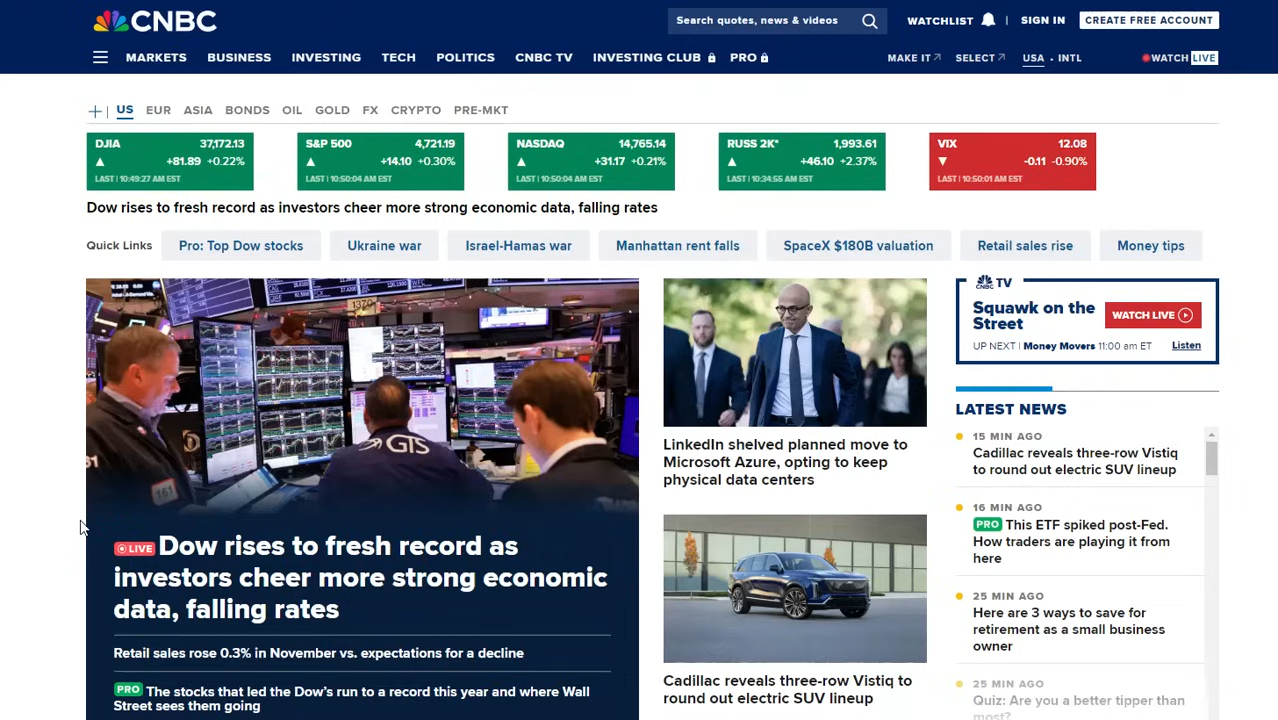 CNBC
Search quotes, news & videos
WATCHLIST
SIGN IN
CREATE FREE ACCOUNT
MARKETS BUSINESS INVESTING TECH POLITICS CNBC TV INVESTING CLUB PRO
MAKE IT SELECT USA • INTL WATCH LIVE
US EUR ASIA BONDS OIL GOLD FX CRYPTO PRE-MKT
DJIA 37,172.13
+81.89 +0.22%
LAST | 10:49:27 AM EST
S&P 500 4,721.19
+14.10 +0.30%
LAST | 10:50:04 AM EST
NASDAQ 14,765.14
+31.17 +0.21%
LAST | 10:50:04 AM EST
RUSS 2K* 1,993.61
+46.10 +2.37%
LAST | 10:34:55 AM EST
VIX 12.08
-0.11 -0.90%
LAST | 10:50:01 AM EST
Dow rises to fresh record as investors cheer more strong economic data, falling rates
Quick Links
Pro: Top Dow stocks
Ukraine war
Israel-Hamas war
Manhattan rent falls
SpaceX $180B valuation
Retail sales rise
Money tips
1370
GTS
161
LIVE Dow rises to fresh record as
investors cheer more strong economic
data, falling rates
Retail sales rose 0.3% in November vs. expectations for a decline
PRO The stocks that led the Dow’s run to a record this year and where Wall
Street sees them going
LinkedIn shelved planned move to
Microsoft Azure, opting to keep
physical data centers
Cadillac reveals three-row Vistiq to
round out electric SUV lineup
CNBC TV
Squawk on the
Street
WATCH LIVE
UP NEXT | Money Movers 11:00 am ET
Listen
LATEST NEWS
15 MIN AGO
Cadillac reveals three-row Vistiq
to round out electric SUV lineup
16 MIN AGO
PRO This ETF spiked post-Fed.
How traders are playing it from
here
25 MIN AGO
Here are 3 ways to save for
retirement as a small business
owner
25 MIN AGO
Quiz: Are you a better tipper than
most?